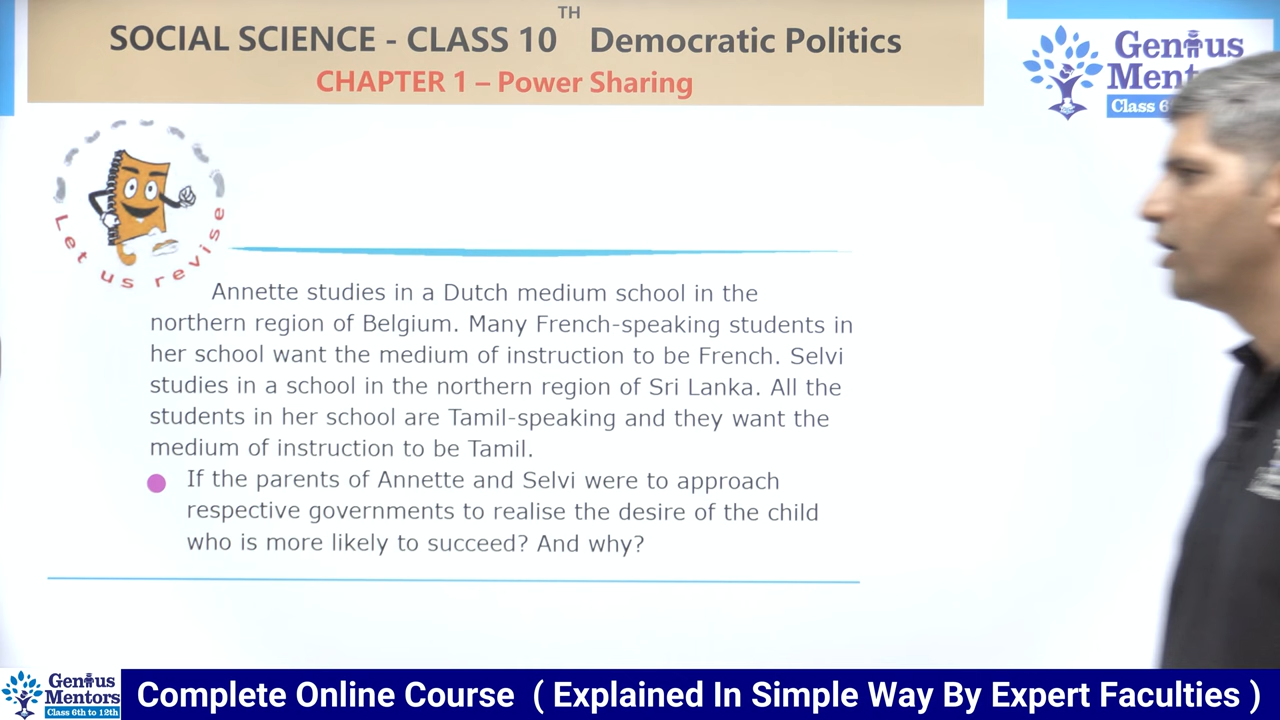 TH
SOCIAL SCIENCE - CLASS 10 Democratic Politics
CHAPTER 1 – Power Sharing
Genius
Mentors
Class 6
Let us revise
Annette studies in a Dutch medium school in the
northern region of Belgium. Many French-speaking students in
her school want the medium of instruction to be French. Selvi
studies in a school in the northern region of Sri Lanka. All the
students in her school are Tamil-speaking and they want the
medium of instruction to be Tamil.
If the parents of Annette and Selvi were to approach
respective governments to realise the desire of the child
who is more likely to succeed? And why?
Genius
Mentors
Class 6th to 12th
Complete Online Course ( Explained In Simple Way By Expert Faculties )